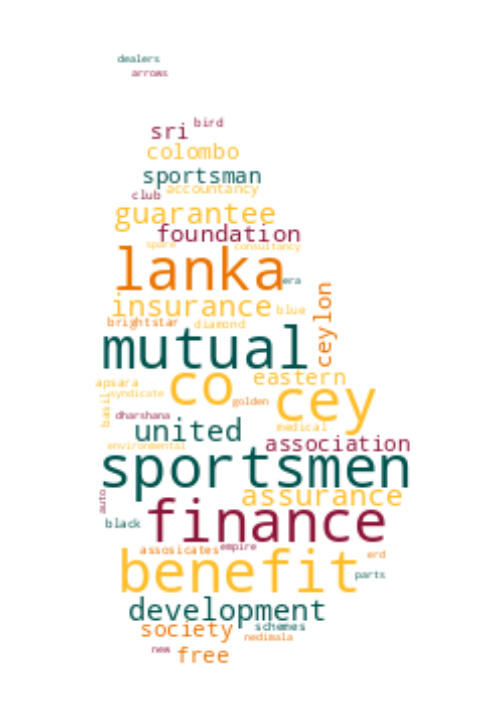 dealers
arrows
bird
sri
colombo
sportsman
accountancy
club
guarantee
foundation
spare
consultancy
lanka
era
ceylon
insurance
blue
brightstar
diamond
mutual
eastern
co
apsara
syndicate
cey
golden
basil
dharshana
medical
united
association
environmental
sportsmen
assurance
auto
finance
black
empire
assosicates
erd
benefit
parts
development
schemes
society
nedimala
new
free